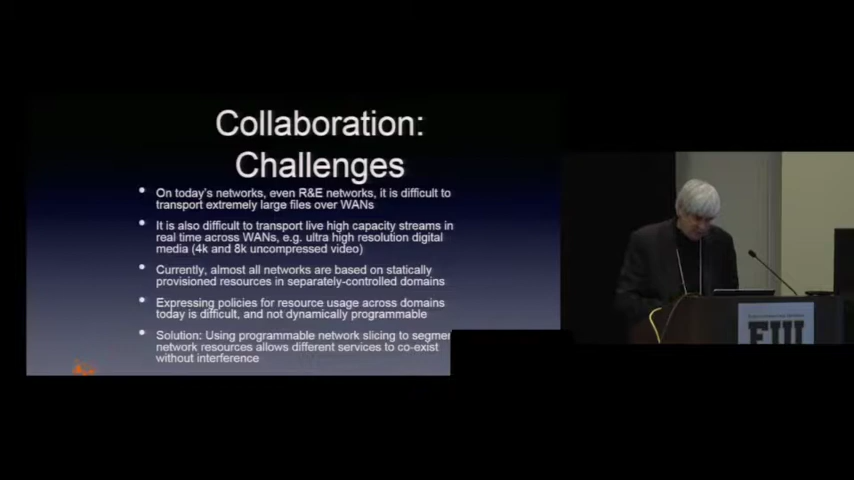 Collaboration:
Challenges
On today's networks, even R&E networks, it is difficult to
transport extremely large files over WANs
It is also difficult to transport live high capacity streams in
real time across WANs, e.g. ultra high resolution digital
media (4k and 8k uncompressed video)
Currently, almost all networks are based on statically
provisioned resources in separately-controlled domains
Expressing policies for resource usage across domains
today is difficult, and not dynamically programmable
Solution: Using programmable network slicing to segmen
network resources allows different services to co-exist
without interference
FIU